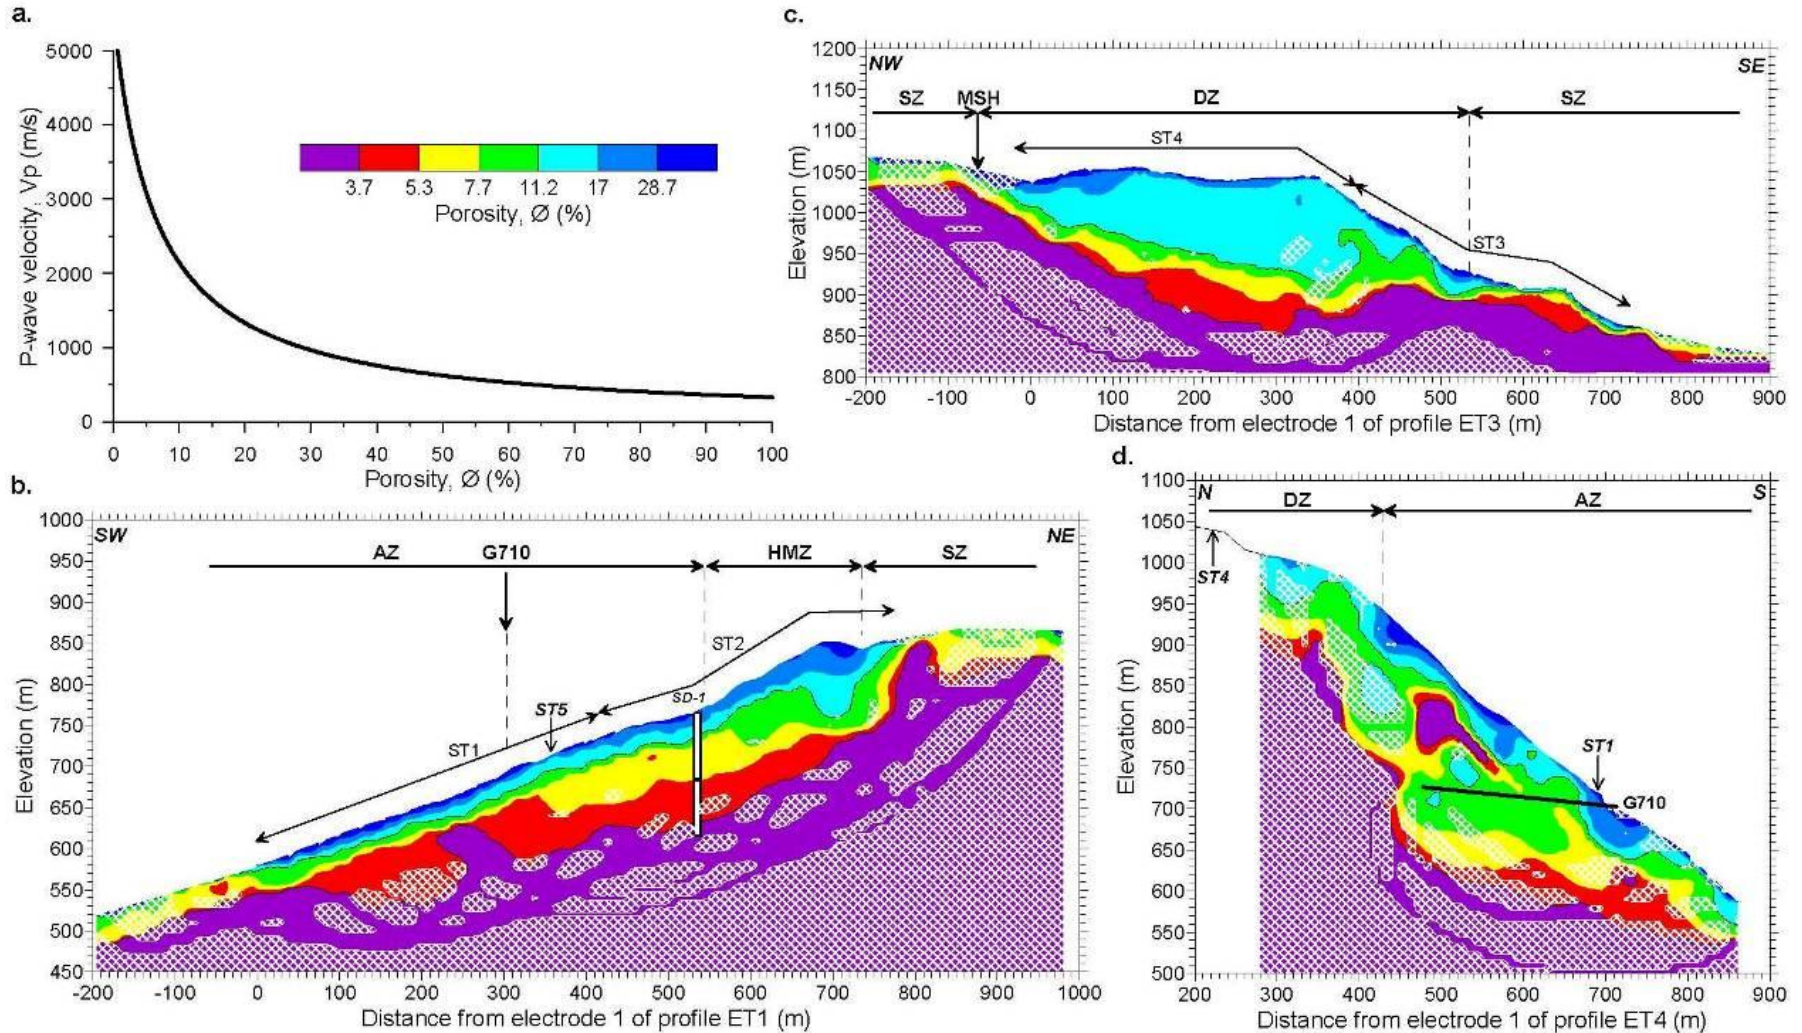 a.
5000
4000
3000
2000
1000
0
P-wave velocity, Vp (m/s)
0 10 20 30 40 50 60 70 80 90 100
Porosity, Ø (%)
3.7 5.3 7.7 11.2 17 28.7
Porosity, Ø (%)
c.
1200
1150
1100
1050
1000
950
900
850
800
Elevation (m)
NW
SE
SZ MSH DZ SZ
ST4
ST3
-200 -100 0 100 200 300 400 500 600 700 800 900
Distance from electrode 1 of profile ET3 (m)
b.
1000
950
900
850
800
750
700
650
600
550
500
450
Elevation (m)
SW
NE
AZ G710 HMZ SZ
ST2
SD-1
ST5
ST1
-200 -100 0 100 200 300 400 500 600 700 800 900 1000
Distance from electrode 1 of profile ET1 (m)
d.
1100
1050
1000
950
900
850
800
750
700
650
600
550
500
Elevation (m)
N
S
DZ AZ
ST4
ST1
G710
200 300 400 500 600 700 800 900
Distance from electrode 1 of profile ET4 (m)